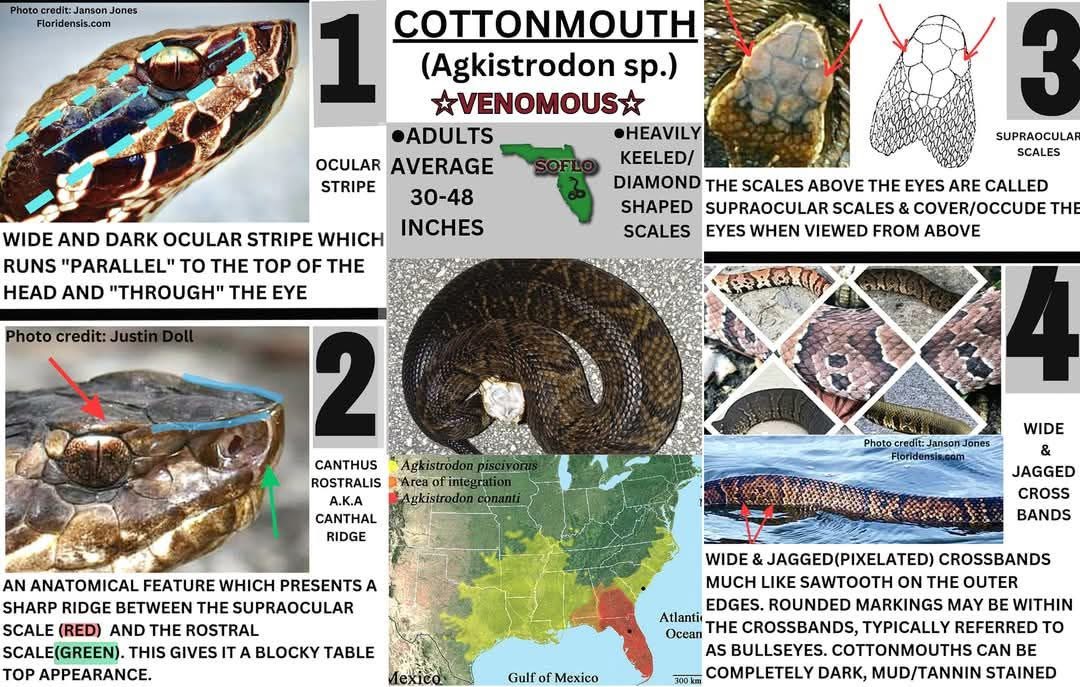 Photo credit: Janson Jones
Floridensis.com
1
OCULAR
STRIPE
WIDE AND DARK OCULAR STRIPE WHICH
RUNS "PARALLEL" TO THE TOP OF THE
HEAD AND "THROUGH" THE EYE
Photo credit: Justin Doll
2
CANTHUS
ROSTRALIS
A.K.A
CANTHAL
RIDGE
AN ANATOMICAL FEATURE WHICH PRESENTS A
SHARP RIDGE BETWEEN THE SUPRAOCULAR
SCALE (RED) AND THE ROSTRAL
SCALE(GREEN). THIS GIVES IT A BLOCKY TABLE
TOP APPEARANCE.
COTTONMOUTH
(Agkistrodon sp.)
☆VENOMOUS☆
●ADULTS
AVERAGE
30-48
INCHES
SOFLO
●HEAVILY
KEELED/
DIAMOND
SHAPED
SCALES
Agkistrodon piscivorus
Area of integration
Agkistrodon conanti
Atlantic
Ocean
Mexico
Gulf of Mexico
300 km
3
SUPRAOCULAR
SCALES
THE SCALES ABOVE THE EYES ARE CALLED
SUPRAOCULAR SCALES & COVER/OCCUDE THE
EYES WHEN VIEWED FROM ABOVE
4
WIDE
&
JAGGED
CROSS
BANDS
Photo credit: Janson Jones
Floridensis.com
WIDE & JAGGED(PIXELATED) CROSSBANDS
MUCH LIKE SAWTOOTH ON THE OUTER
EDGES. ROUNDED MARKINGS MAY BE WITHIN
THE CROSSBANDS, TYPICALLY REFERRED TO
AS BULLSEYES. COTTONMOUTHS CAN BE
COMPLETELY DARK, MUD/TANNIN STAINED